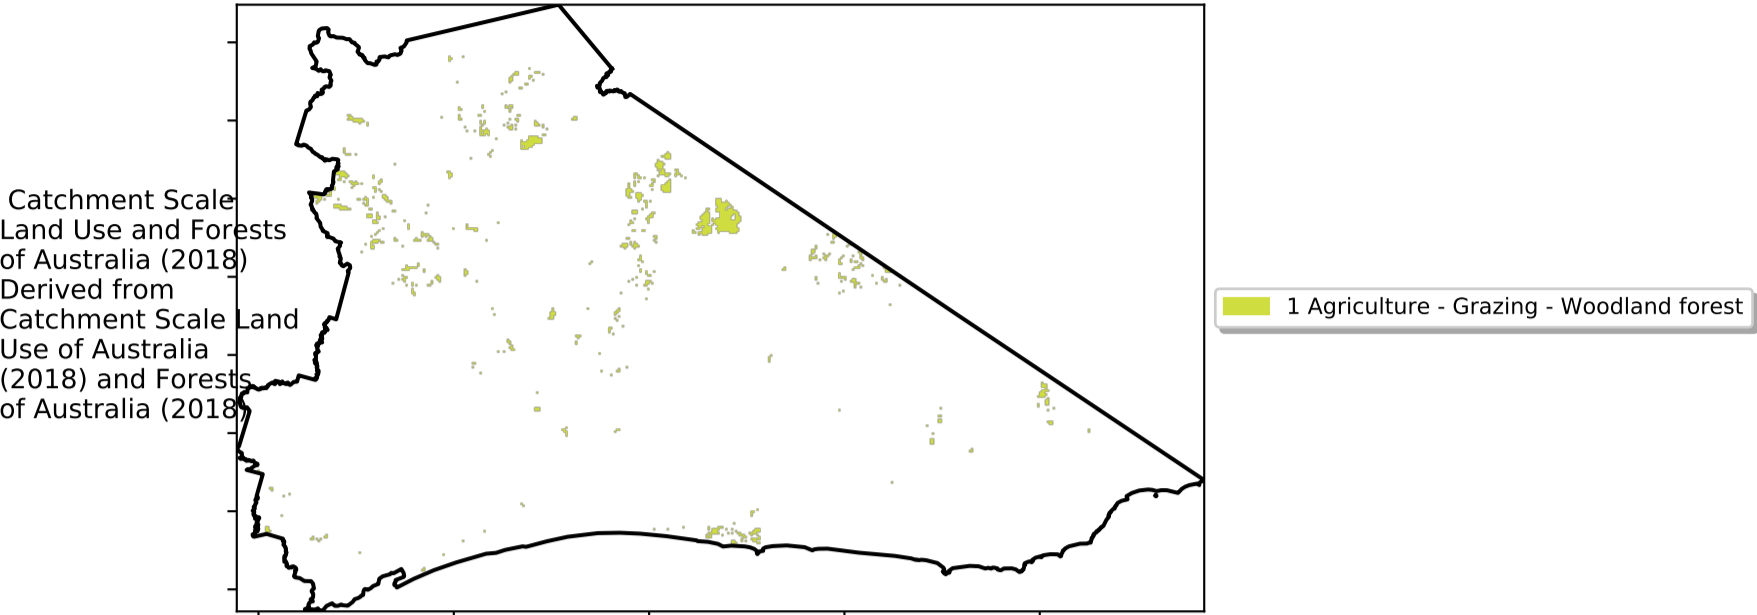 Catchment Scale
Land Use and Forests
of Australia (2018)
Derived from
Catchment Scale Land
Use of Australia
(2018) and Forests
of Australia (2018)
1 Agriculture - Grazing - Woodland forest